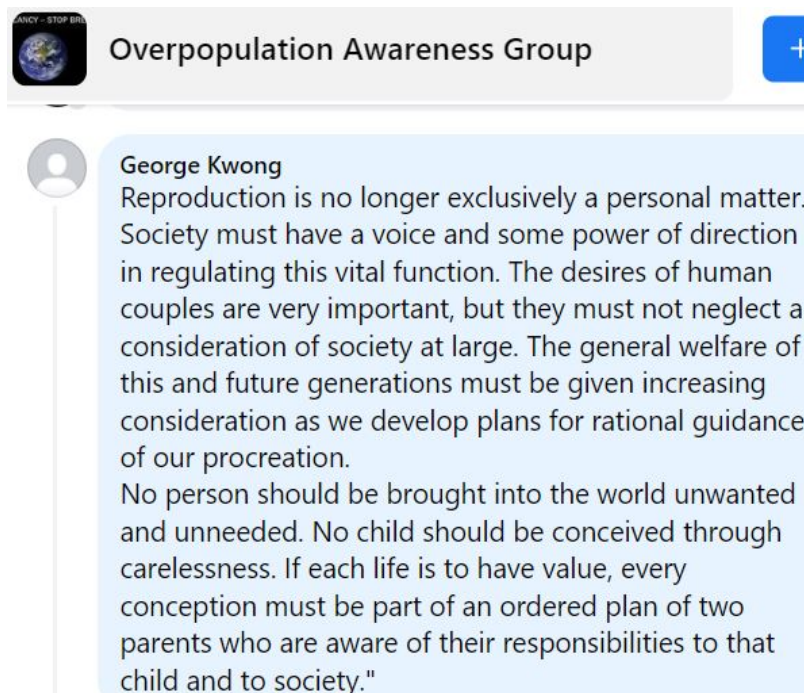 ANCY – STOP BRE
Overpopulation Awareness Group
+
George Kwong
Reproduction is no longer exclusively a personal matter.
Society must have a voice and some power of direction
in regulating this vital function. The desires of human
couples are very important, but they must not neglect a
consideration of society at large. The general welfare of
this and future generations must be given increasing
consideration as we develop plans for rational guidance
of our procreation.
No person should be brought into the world unwanted
and unneeded. No child should be conceived through
carelessness. If each life is to have value, every
conception must be part of an ordered plan of two
parents who are aware of their responsibilities to that
child and to society."